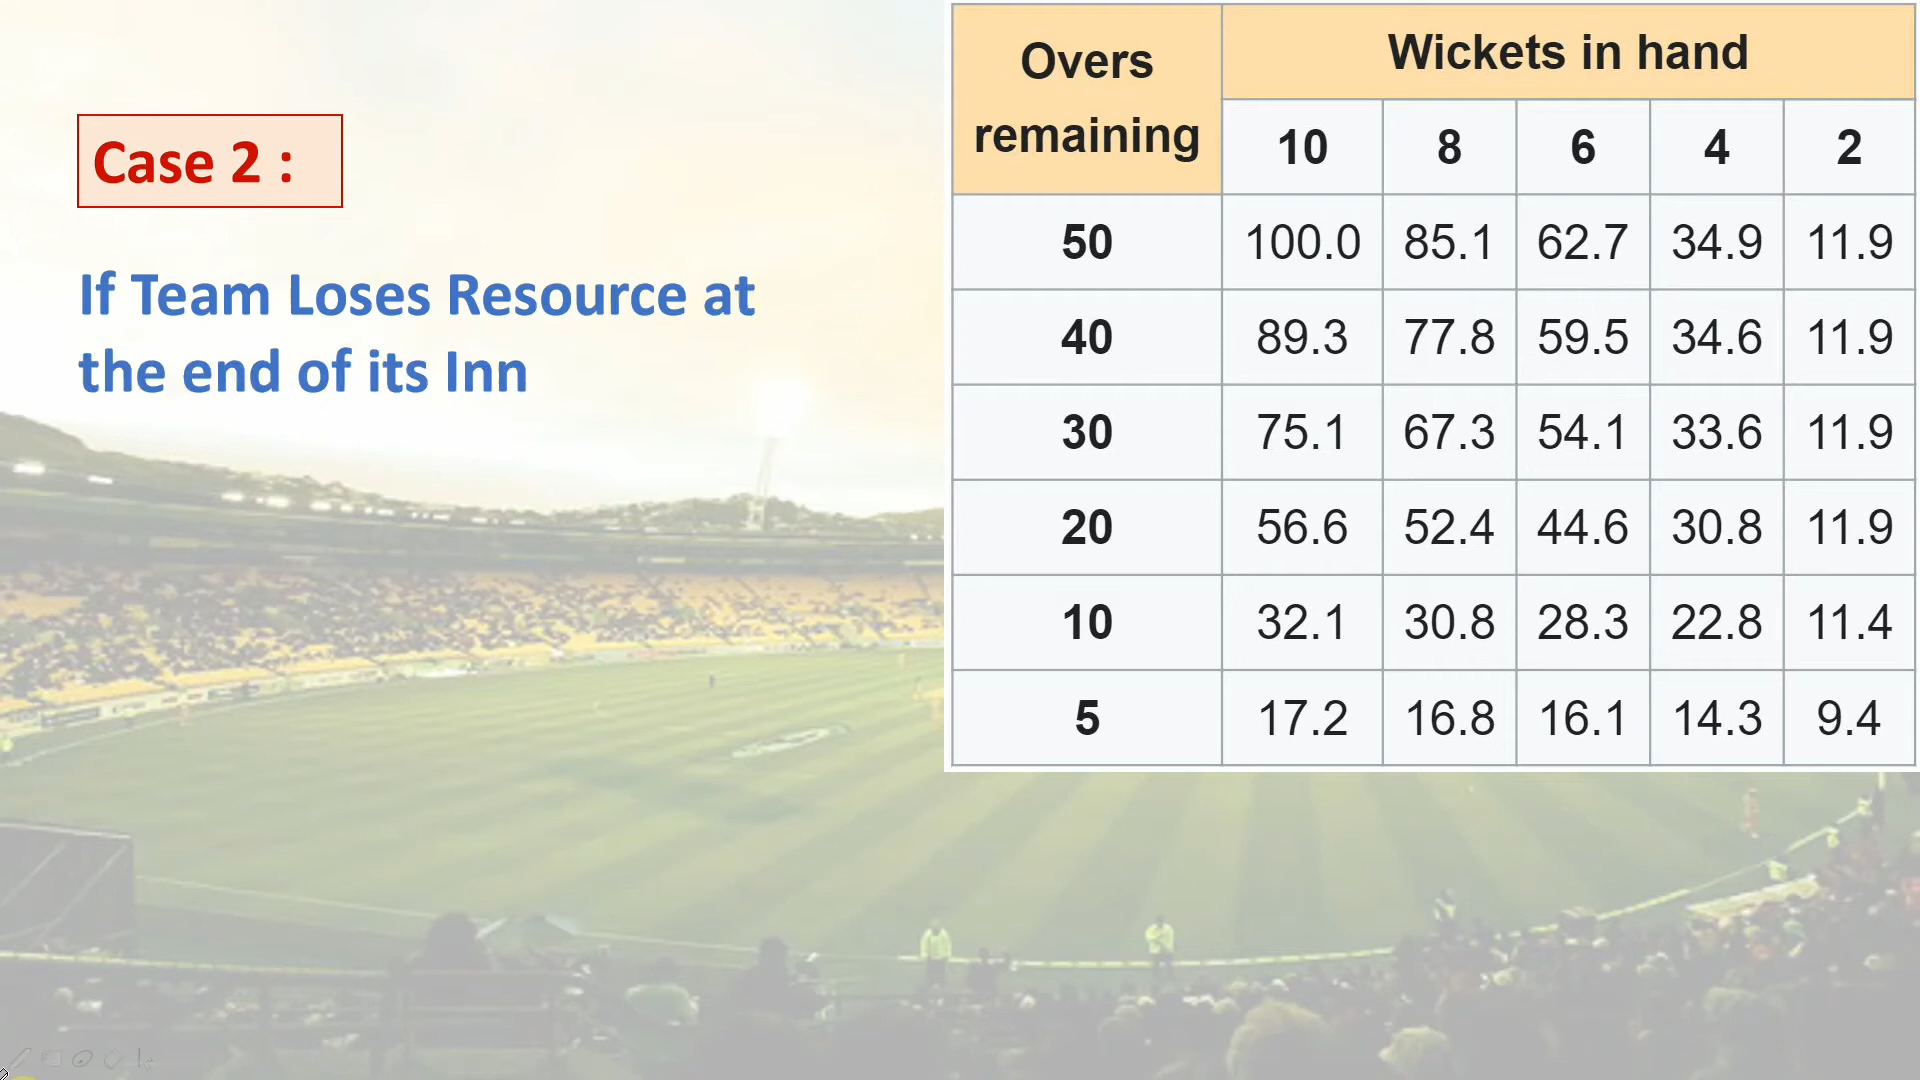 Case 2 :
If Team Loses Resource at
the end of its Inn
Overs remaining Wickets in hand
10 8 6 4 2
50 100.0 85.1 62.7 34.9 11.9
40 89.3 77.8 59.5 34.6 11.9
30 75.1 67.3 54.1 33.6 11.9
20 56.6 52.4 44.6 30.8 11.9
10 32.1 30.8 28.3 22.8 11.4
5 17.2 16.8 16.1 14.3 9.4